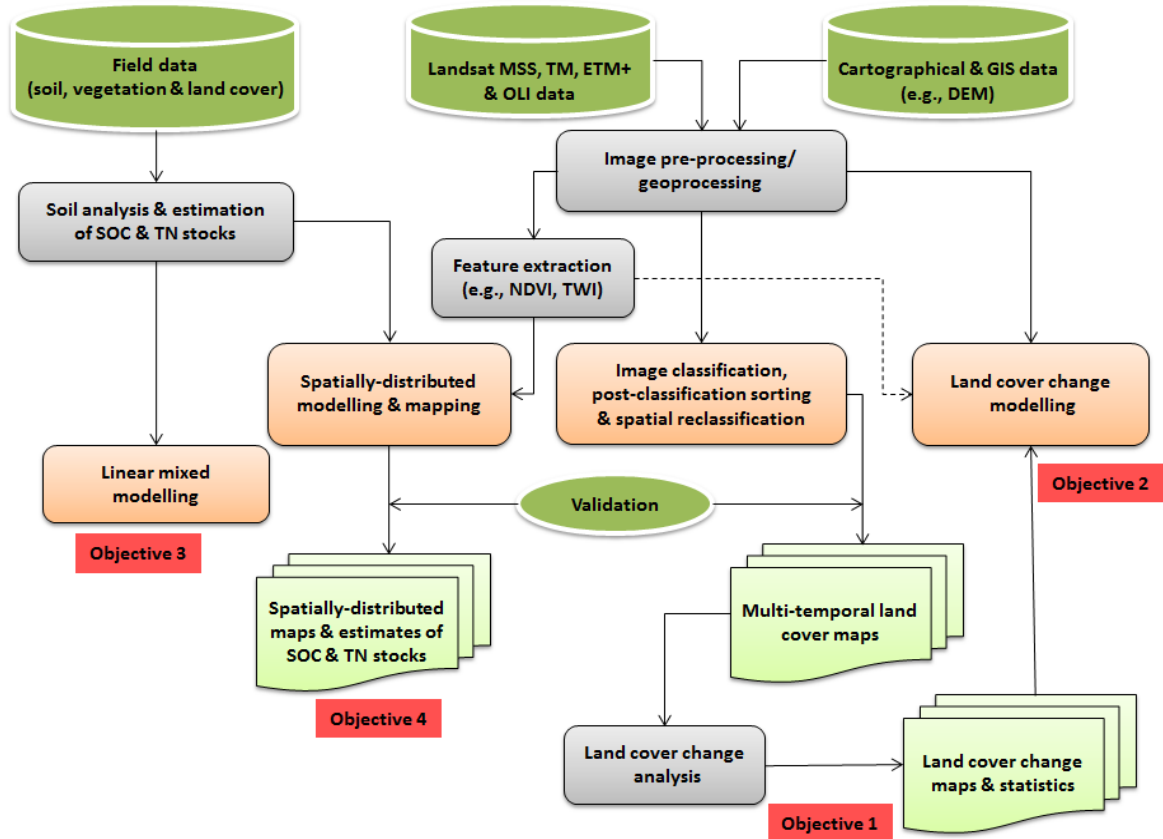 Field data
(soil, vegetation & land cover)
Landsat MSS, TM, ETM+
& OLI data
Cartographical & GIS data
(e.g., DEM)
Image pre-processing/
geoprocessing
Soil analysis & estimation
of SOC & TN stocks
Feature extraction
(e.g., NDVI, TWI)
Spatially-distributed
modelling & mapping
Image classification,
post-classification sorting
& spatial reclassification
Land cover change
modelling
Linear mixed
modelling
Objective 2
Validation
Objective 3
Spatially-distributed
maps & estimates of
SOC & TN stocks
Multi-temporal land
cover maps
Objective 4
Land cover change
analysis
Land cover change
maps & statistics
Objective 1